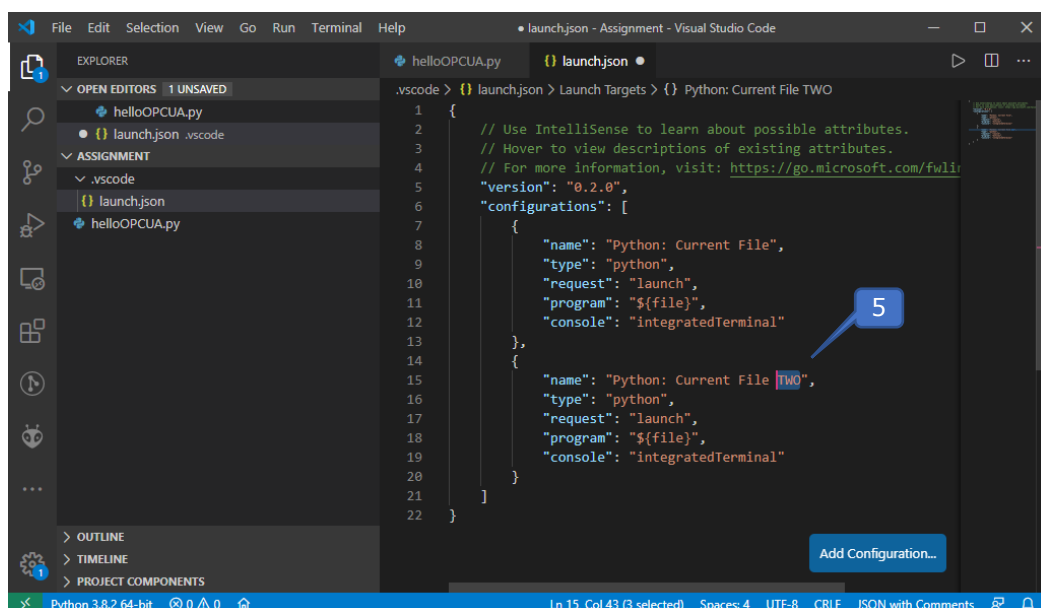 File Edit Selection View Go Run Terminal Help ● launch.json - Assignment - Visual Studio Code
EXPLORER
OPEN EDITORS 1 UNSAVED
helloOPCUA.py
● {} launch.json .vscode
ASSIGNMENT
.vscode
{} launch.json
helloOPCUA.py
OUTLINE
TIMELINE
PROJECT COMPONENTS
1
1
helloOPCUA.py {} launch.json ●
.vscode > {} launch.json > Launch Targets > {} Python: Current File TWO
1 {
2 // Use IntelliSense to learn about possible attributes.
3 // Hover to view descriptions of existing attributes.
4 // For more information, visit: https://go.microsoft.com/fwlin
5 "version": "0.2.0",
6 "configurations": [
7 {
8 "name": "Python: Current File",
9 "type": "python",
10 "request": "launch",
11 "program": "${file}",
12 "console": "integratedTerminal"
13 },
14 {
15 "name": "Python: Current File TWO",
16 "type": "python",
17 "request": "launch",
18 "program": "${file}",
19 "console": "integratedTerminal"
20 }
21 ]
22 }
5
Add Configuration...
Python 3.8.2 64-bit 0 0 Ln 15, Col 43 (3 selected) Spaces: 4 UTF-8 CRLF JSON with Comments